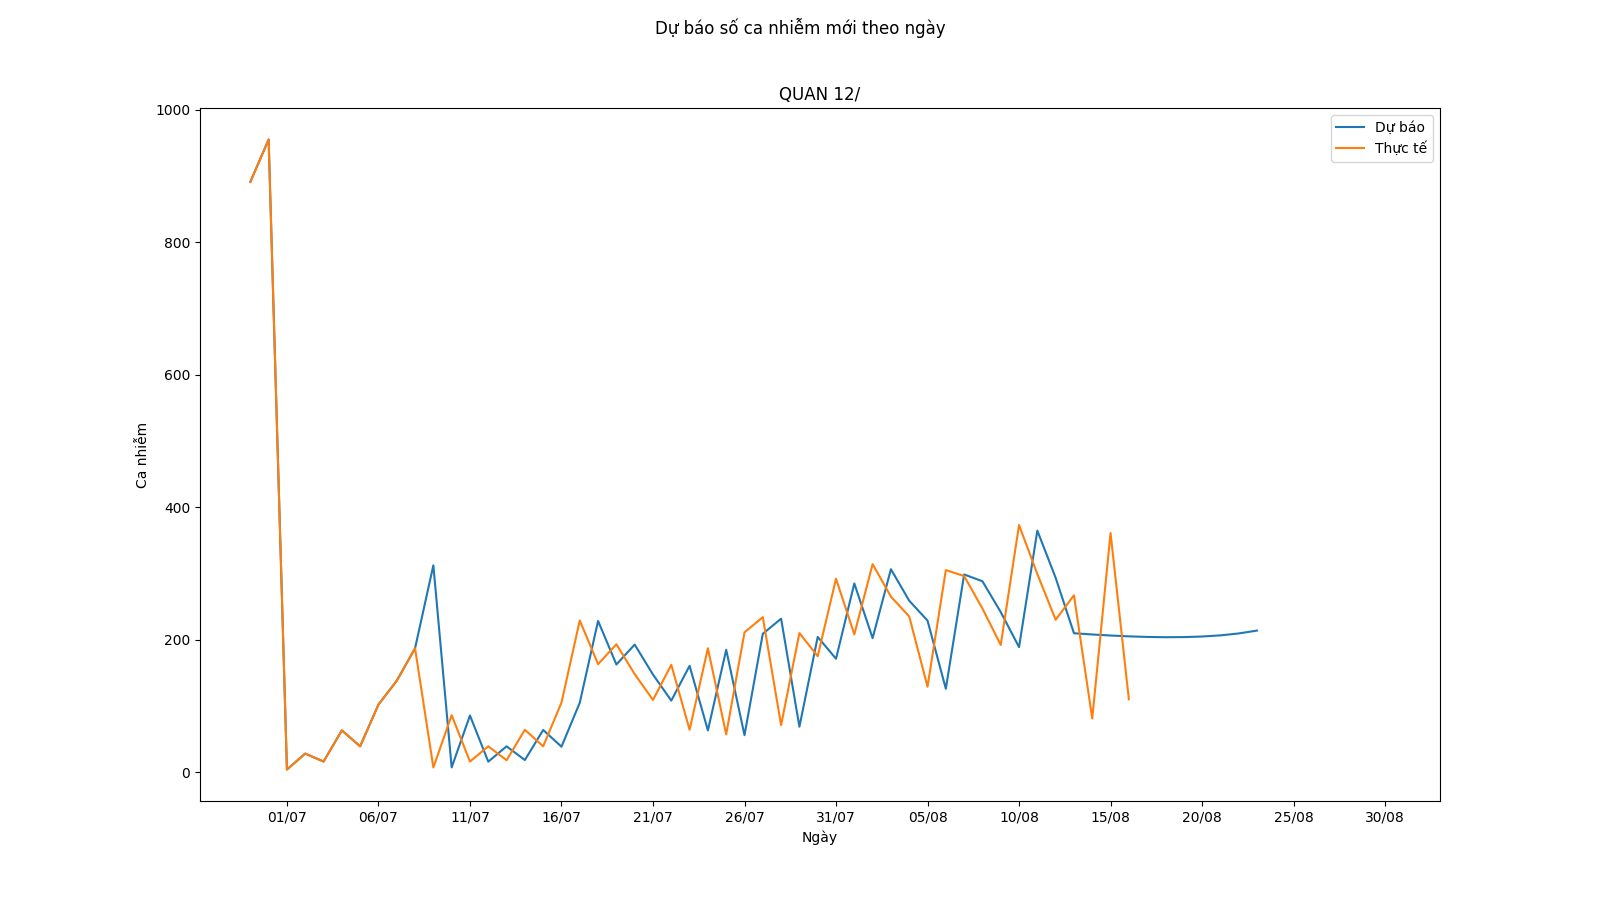 Dự báo số ca nhiễm mới theo ngày
QUAN 12/
1000
800
600
400
200
0
Ca nhiễm
Dự báo
Thực tế
01/07 06/07 11/07 16/07 21/07 26/07 31/07 05/08 10/08 15/08 20/08 25/08 30/08
Ngày